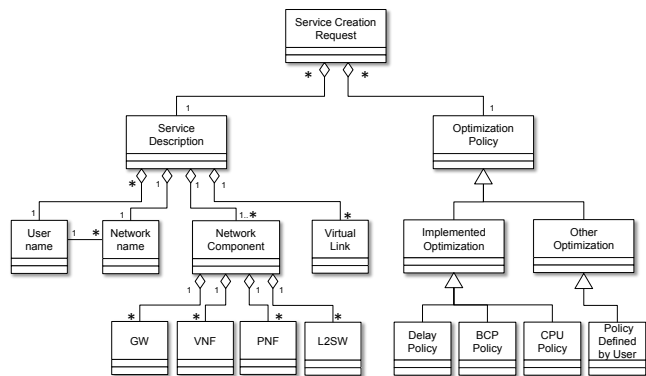 Service Creation
Request
* *
1 1
Service
Description
Optimization
Policy
* 1 1 1
1 1 1..* *
User
name
1 *
Network
name
Network
Component
Virtual
Link
Implemented
Optimization
Other
Optimization
1 1 1 1
* * * *
GW
VNF
PNF
L2SW
Delay
Policy
BCP
Policy
CPU
Policy
Policy
Defined
by User